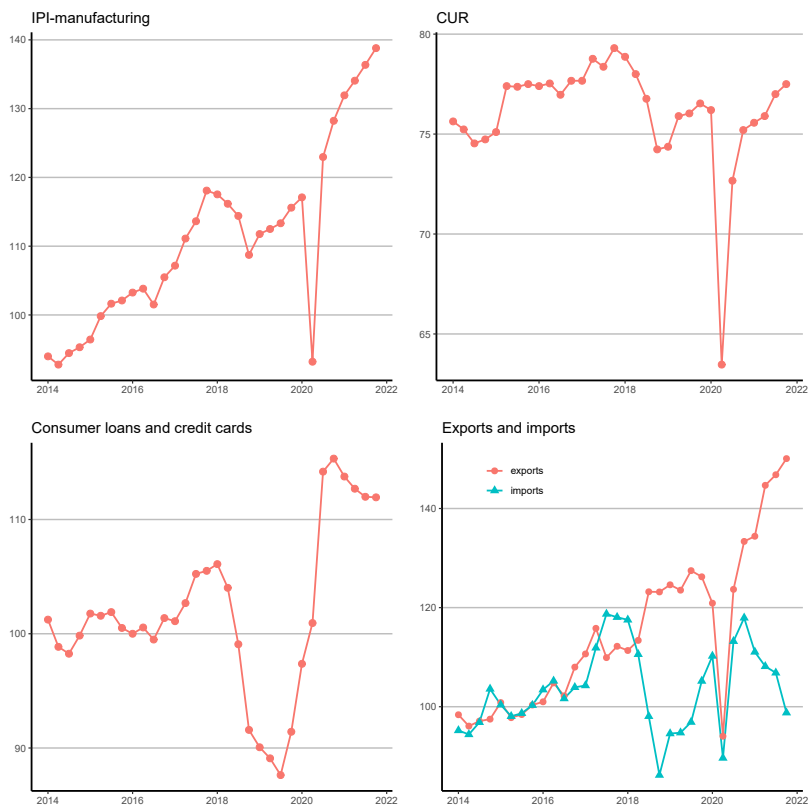 IPI-manufacturing
140
130
120
110
100
2014 2016 2018 2020 2022
CUR
80
75
70
65
2014 2016 2018 2020 2022
Consumer loans and credit cards
110
100
90
2014 2016 2018 2020 2022
Exports and imports
exports
imports
140
120
100
2014 2016 2018 2020 2022